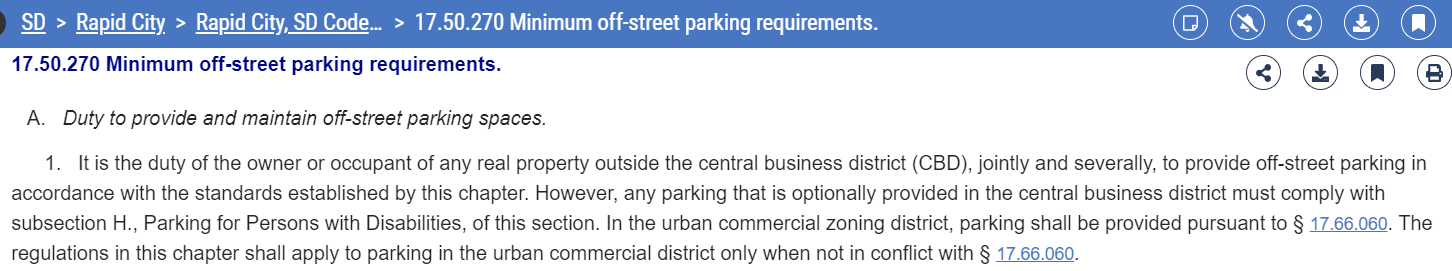 SD > Rapid City > Rapid City, SD Code... > 17.50.270 Minimum off-street parking requirements.
17.50.270 Minimum off-street parking requirements.
A. Duty to provide and maintain off-street parking spaces.
1. It is the duty of the owner or occupant of any real property outside the central business district (CBD), jointly and severally, to provide off-street parking in
accordance with the standards established by this chapter. However, any parking that is optionally provided in the central business district must comply with
subsection H., Parking for Persons with Disabilities, of this section. In the urban commercial zoning district, parking shall be provided pursuant to § 17.66.060. The
regulations in this chapter shall apply to parking in the urban commercial district only when not in conflict with § 17.66.060.